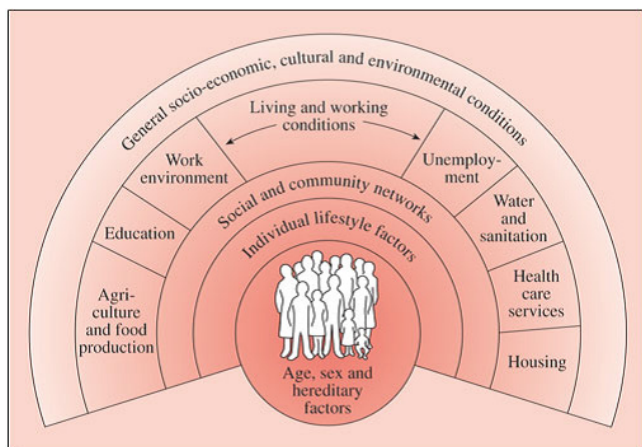 General socio-economic, cultural and environmental conditions
Living and working
conditions
Work
environment
Unemploy-
ment
Social and community networks
Water
and
sanitation
Education
Individual lifestyle factors
Agri-
culture
and food
production
Health
care
services
Housing
Age, sex and
hereditary
factors